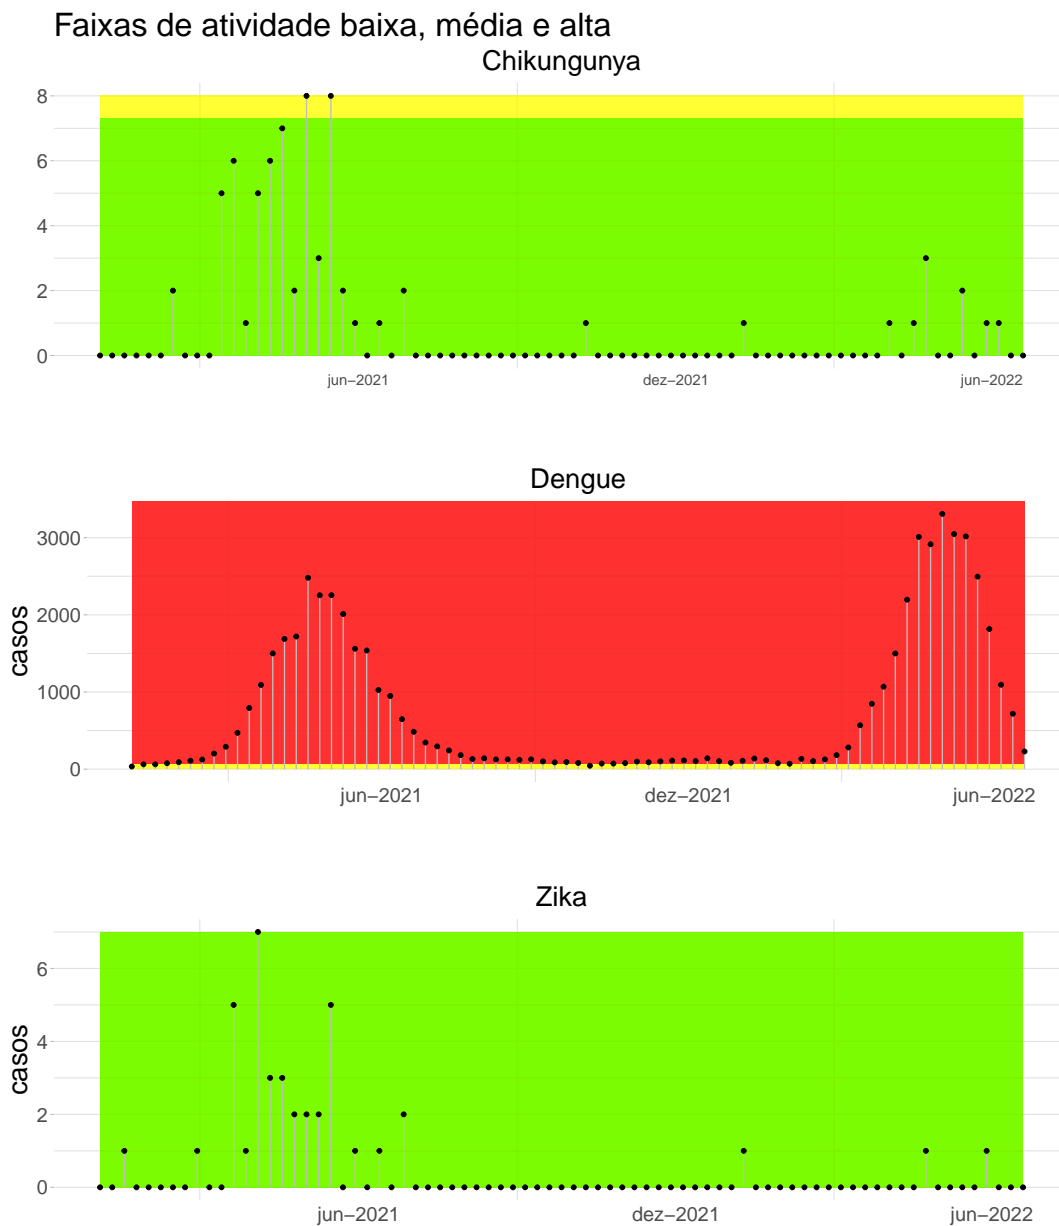 Faixas de atividade baixa, média e alta
Chikungunya
8
6
4
2
0
jun−2021
dez−2021
jun−2022
Dengue
casos
3000
2000
1000
0
jun−2021
dez−2021
jun−2022
Zika
casos
6
4
2
0
jun−2021
dez−2021
jun−2022